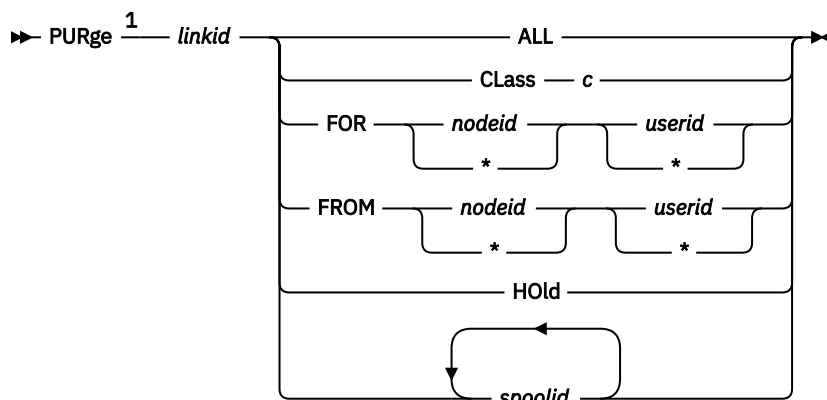 PURge 1 linkid ALL
CLass c
FOR nodeid userid
* *
FROM nodeid userid
* *
HOld
spoolid